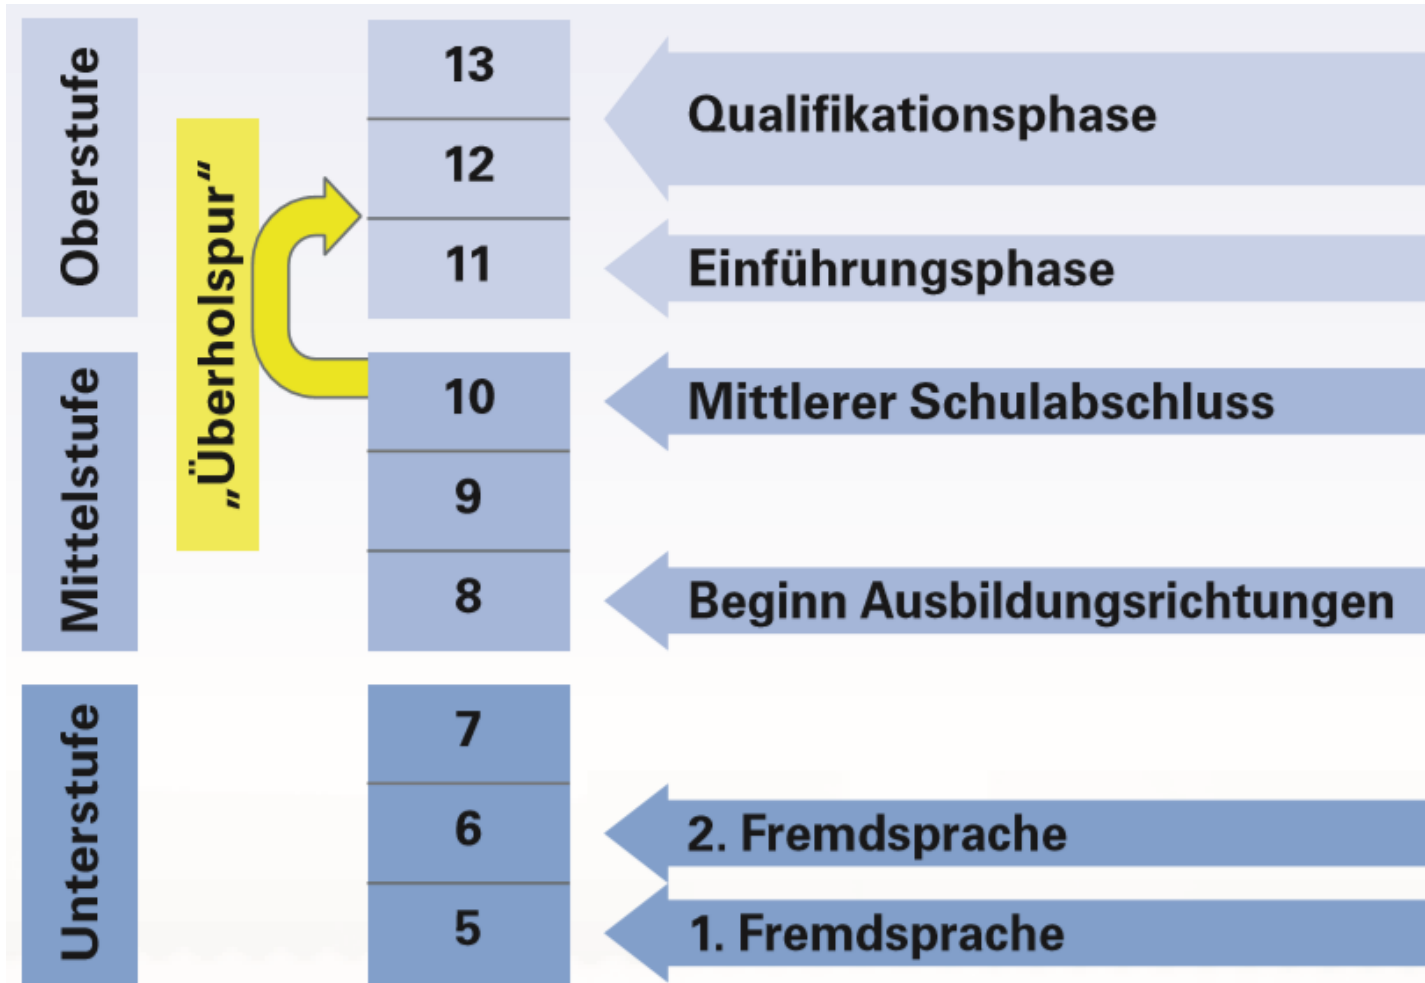 Oberstufe
13
Qualifikationsphase
12
11
Einführungsphase
„Überholspur“
Mittelstufe
10
Mittlerer Schulabschluss
9
8
Beginn Ausbildungsrichtungen
Unterstufe
7
6
2. Fremdsprache
5
1. Fremdsprache